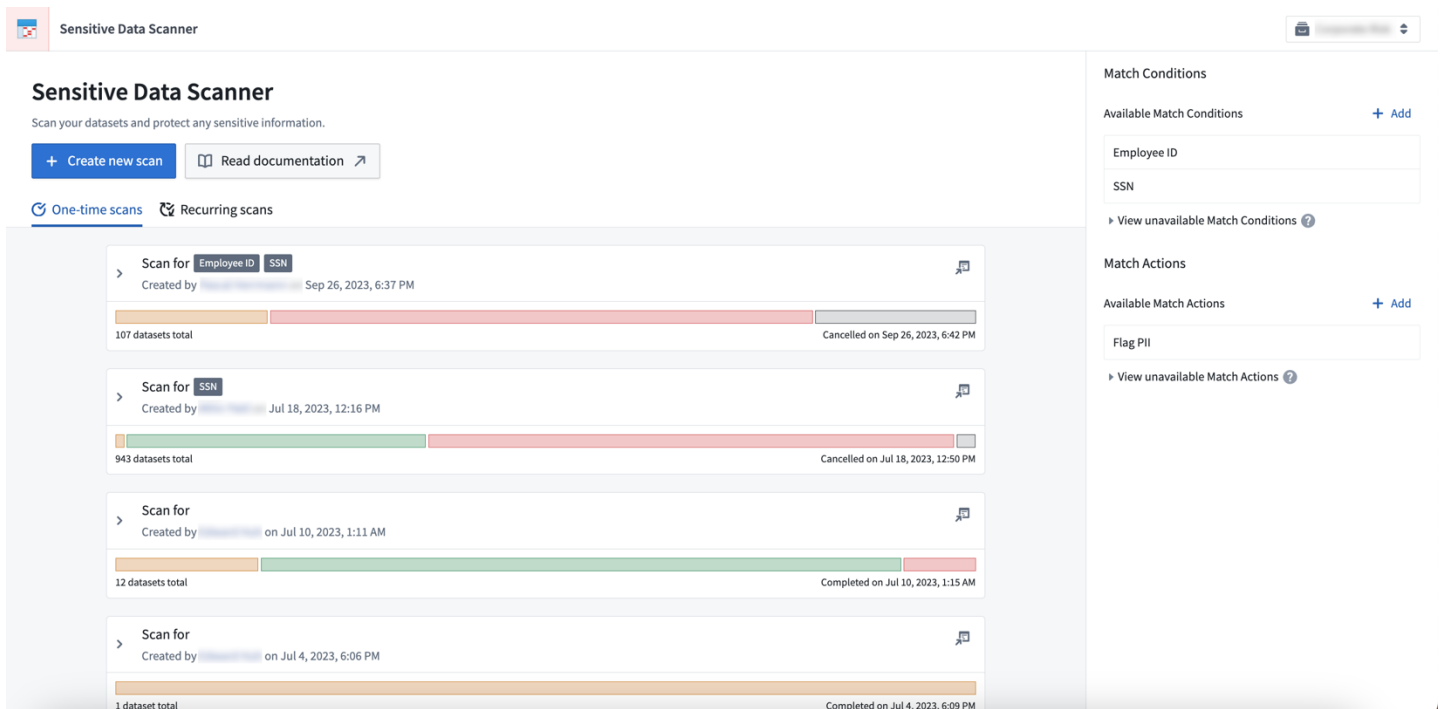 Sensitive Data Scanner
Sensitive Data Scanner
Scan your datasets and protect any sensitive information.
+ Create new scan
Read documentation
One-time scans
Recurring scans
Scan for Employee ID SSN
Created by Sep 26, 2023, 6:37 PM
107 datasets total
Cancelled on Sep 26, 2023, 6:42 PM
Scan for SSN
Created by Jul 18, 2023, 12:16 PM
943 datasets total
Cancelled on Jul 18, 2023, 12:50 PM
Scan for
Created by on Jul 10, 2023, 1:11 AM
12 datasets total
Completed on Jul 10, 2023, 1:15 AM
Scan for
Created by on Jul 4, 2023, 6:06 PM
1 dataset total
Completed on Jul 4, 2023, 6:09 PM
Match Conditions
Available Match Conditions
+ Add
Employee ID
SSN
View unavailable Match Conditions ?
Match Actions
Available Match Actions
+ Add
Flag PII
View unavailable Match Actions ?